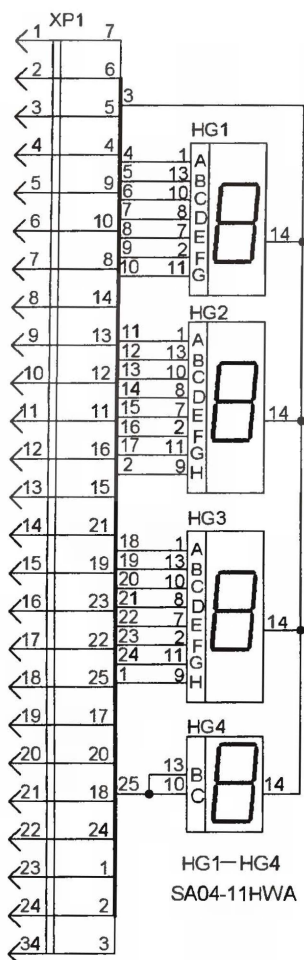 XP1
1 7
2 6
3 5
4 4
5 9
6 10
7 8
8 14
9 13
10 12
11 11
12 16
13 15
14 21
15 19
16 23
17 22
18 25
19 17
20 20
21 18
22 24
23 1
24 2
34 3
3
HG1
4 1 A
5 13 B
6 10 C
7 8 D
8 7 E
9 2 F
10 11 G
14
HG2
11 1 A
12 13 B
13 10 C
14 8 D
15 7 E
16 2 F
17 11 G
2 9 H
14
HG3
18 1 A
19 13 B
20 10 C
21 8 D
22 7 E
23 2 F
24 11 G
1 9 H
14
HG4
13 B
25 10 C
14
HG1—HG4
SA04-11HWA